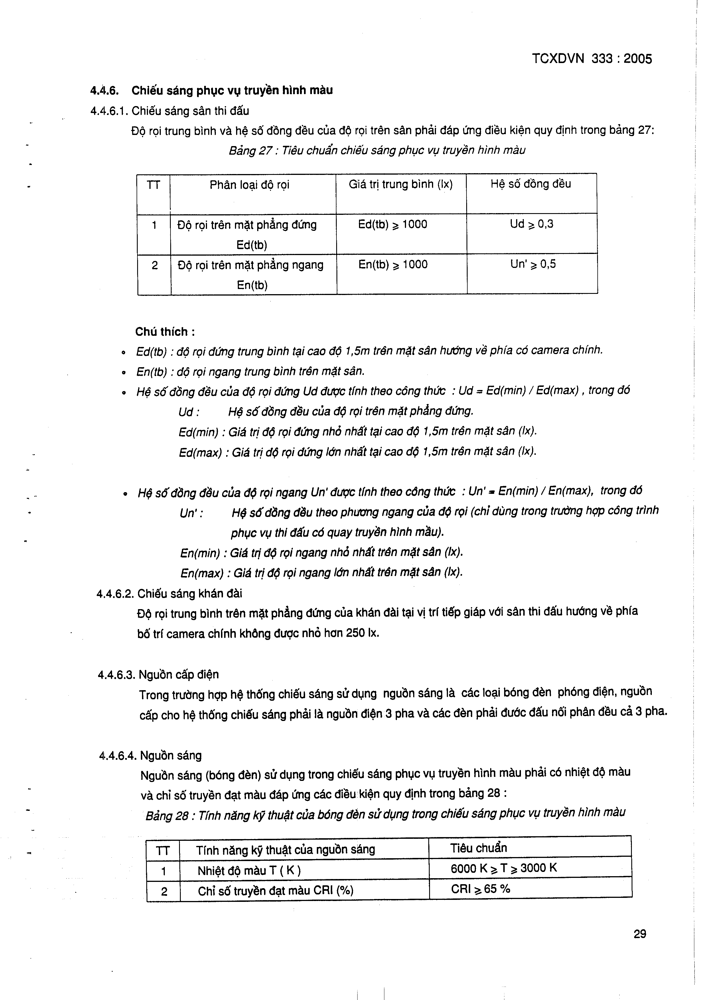 TCXDVN 333 : 2005
4.4.6. Chiếu sáng phục vụ truyền hình màu
4.4.6.1. Chiếu sáng sân thi đấu
Độ rọi trung bình và hệ số đồng đều của độ rọi trên sân phải đáp ứng điều kiện quy định trong bảng 27:
Bảng 27 : Tiêu chuẩn chiếu sáng phục vụ truyền hình màu
TT Phân loại độ rọi Giá trị trung bình (lx) Hệ số đồng đều
1 Độ rọi trên mặt phẳng đứng Ed(tb) ⩾ 1000 Ud ⩾ 0,3
Ed(tb)
2 Độ rọi trên mặt phẳng ngang En(tb) ⩾ 1000 Un' ⩾ 0,5
En(tb)
Chú thích :
• Ed(tb) : độ rọi đứng trung bình tại cao độ 1,5m trên mặt sân hướng về phía có camera chính.
• En(tb) : độ rọi ngang trung bình trên mặt sân.
• Hệ số đồng đều của độ rọi đứng Ud được tính theo công thức : Ud = Ed(min) / Ed(max) , trong đó
Ud : Hệ số đồng đều của độ rọi trên mặt phẳng đứng.
Ed(min) : Giá trị độ rọi đứng nhỏ nhất tại cao độ 1,5m trên mặt sân (lx).
Ed(max) : Giá trị độ rọi đứng lớn nhất tại cao độ 1,5m trên mặt sân (lx).
• Hệ số đồng đều của độ rọi ngang Un' được tính theo công thức : Un' = En(min) / En(max), trong đó
Un' : Hệ số đồng đều theo phương ngang của độ rọi (chỉ dùng trong trường hợp công trình
phục vụ thi đấu có quay truyền hình mầu).
En(min) : Giá trị độ rọi ngang nhỏ nhất trên mặt sân (lx).
En(max) : Giá trị độ rọi ngang lớn nhất trên mặt sân (lx).
4.4.6.2. Chiếu sáng khán đài
Độ rọi trung bình trên mặt phẳng đứng của khán đài tại vị trí tiếp giáp với sân thi đấu hướng về phía
bố trí camera chính không được nhỏ hơn 250 lx.
4.4.6.3. Nguồn cấp điện
Trong trường hợp hệ thống chiếu sáng sử dụng nguồn sáng là các loại bóng đèn phóng điện, nguồn
cấp cho hệ thống chiếu sáng phải là nguồn điện 3 pha và các đèn phải đước đấu nối phân đều cả 3 pha.
4.4.6.4. Nguồn sáng
Nguồn sáng (bóng đèn) sử dụng trong chiếu sáng phục vụ truyền hình màu phải có nhiệt độ màu
và chỉ số truyền đạt màu đáp ứng các điều kiện quy định trong bảng 28 :
Bảng 28 : Tính năng kỹ thuật của bóng đèn sử dụng trong chiếu sáng phục vụ truyền hình màu
TT Tính năng kỹ thuật của nguồn sáng Tiêu chuẩn
1 Nhiệt độ màu T ( K ) 6000 K ⩾ T ⩾ 3000 K
2 Chỉ số truyền đạt màu CRI (%) CRI ⩾ 65 %
29